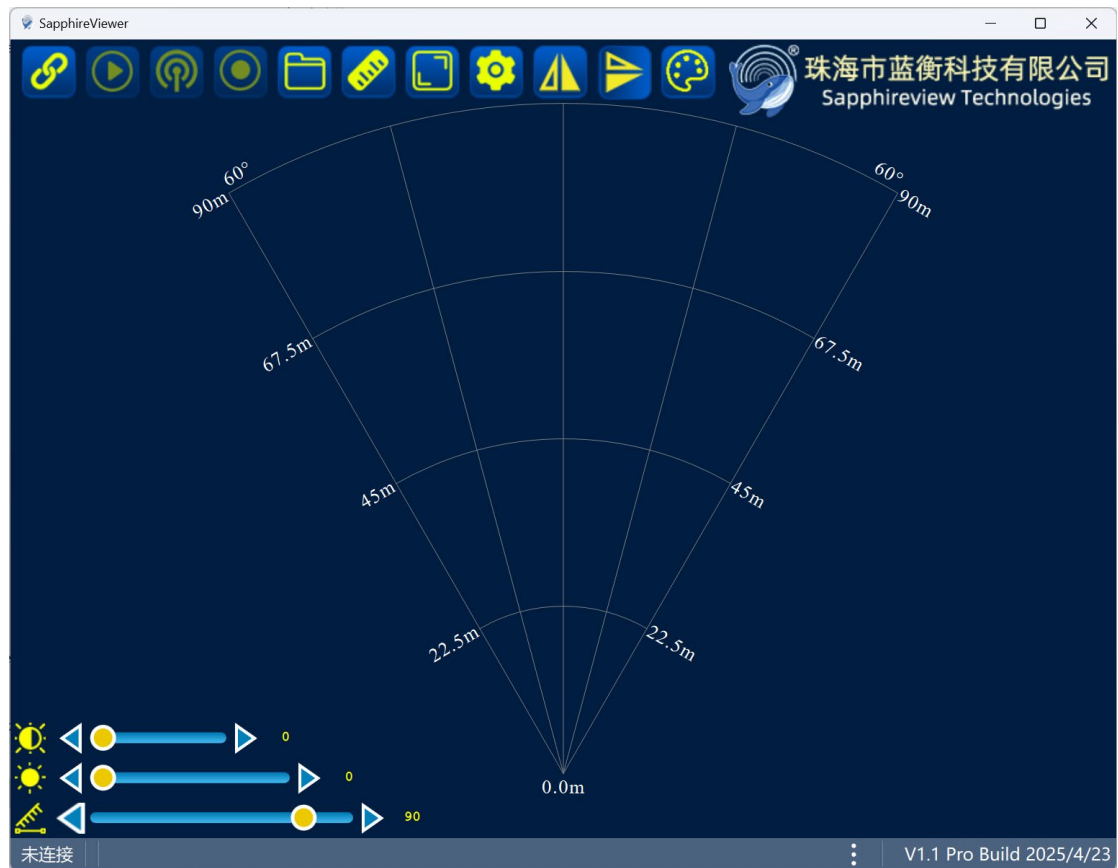 SapphireViewer
®
珠海市蓝衡科技有限公司
Sapphireview Technologies
60°
60°
90m
90m
67.5m
67.5m
45m
45m
22.5m
22.5m
0.0m
0
0
90
未连接
V1.1 Pro Build 2025/4/23